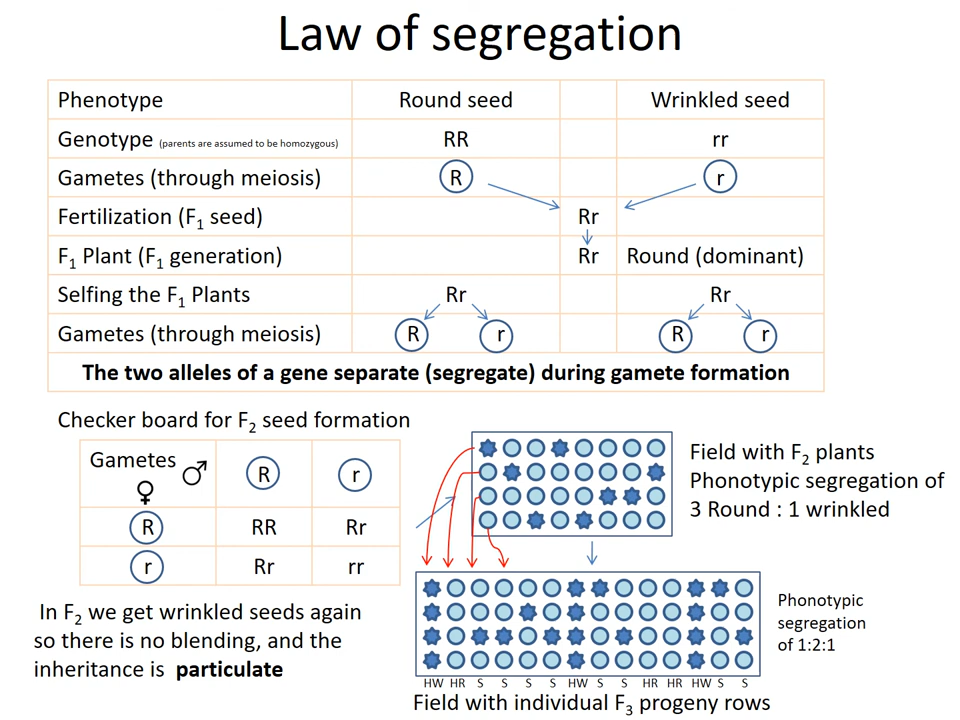 Law of segregation
Phenotype Round seed Wrinkled seed
Genotype (parents are assumed to be homozygous) RR rr
Gametes (through meiosis) R r
Fertilization (F1 seed) Rr
F1 Plant (F1 generation) Rr Round (dominant)
Selfing the F1 Plants Rr Rr
Gametes (through meiosis) R r R r
The two alleles of a gene separate (segregate) during gamete formation
Checker board for F2 seed formation
Gametes ♂ R r
♀
R RR Rr
r Rr rr
In F2 we get wrinkled seeds again
so there is no blending, and the
inheritance is particulate
Field with F2 plants
Phonotypic segregation of
3 Round : 1 wrinkled
Phonotypic
segregation
of 1:2:1
HW HR S S S S HW S S HR HR HW S S
Field with individual F3 progeny rows